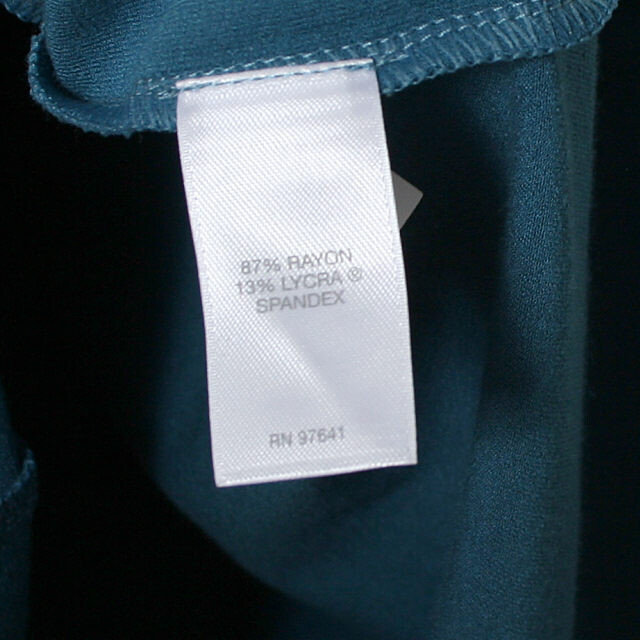 87% RAYON
13% LYCRA ®
SPANDEX
RN 97641